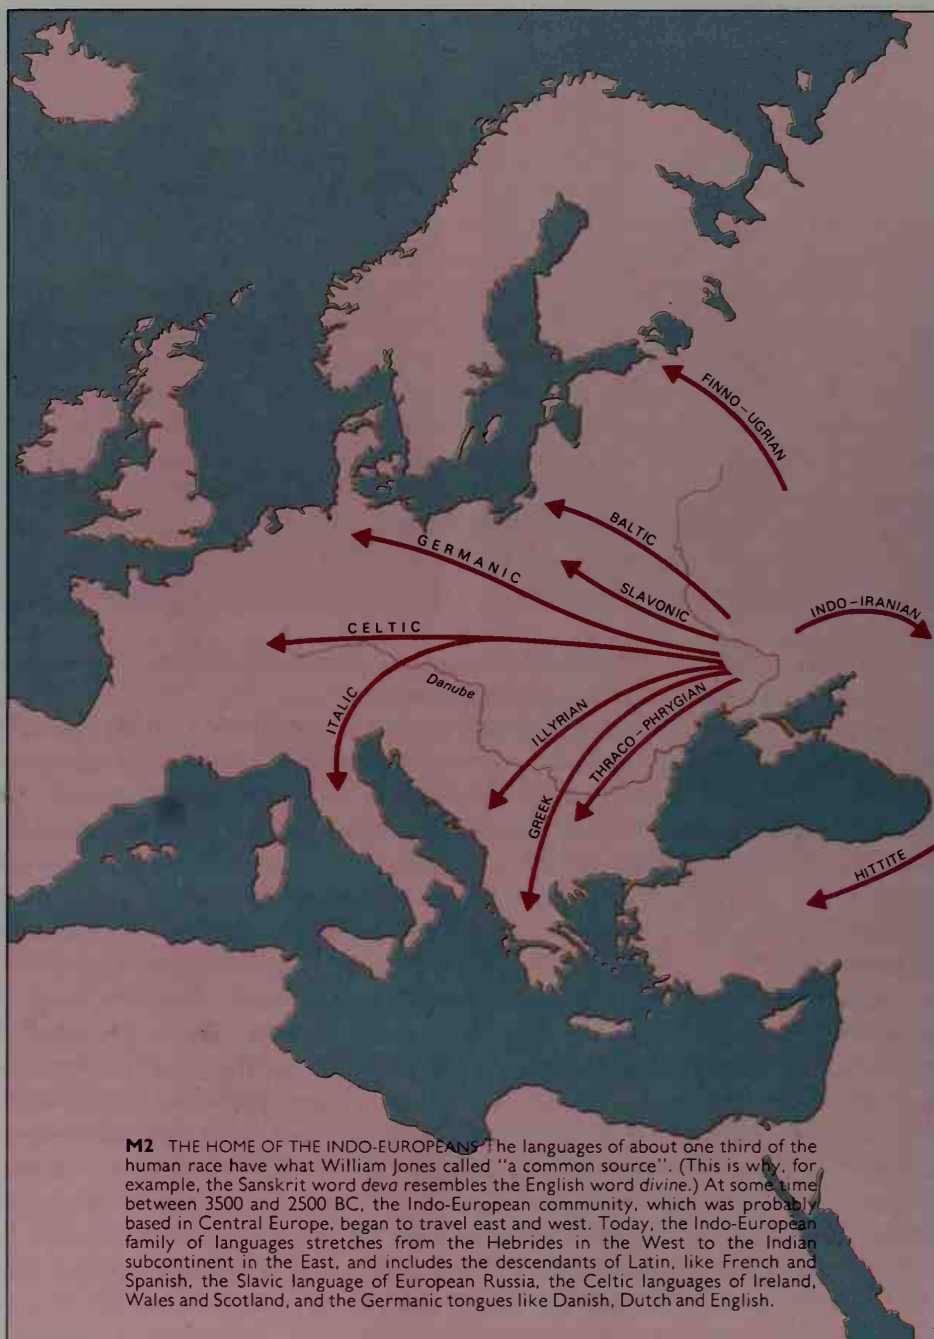 FINNO-UGRIAN
BALTIC
GERMANIC
SLAVONIC
INDO-IRANIAN
CELTIC
ITALIC
Danube
ILLYRIAN
THRACO-PHRYGIAN
GREEK
HITTITE
M2 THE HOME OF THE INDO-EUROPEANS The languages of about one third of the
human race have what William Jones called "a common source". (This is why, for
example, the Sanskrit word deva resembles the English word divine.) At some time
between 3500 and 2500 BC, the Indo-European community, which was probably
based in Central Europe, began to travel east and west. Today, the Indo-European
family of languages stretches from the Hebrides in the West to the Indian
subcontinent in the East, and includes the descendants of Latin, like French and
Spanish, the Slavic language of European Russia, the Celtic languages of Ireland,
Wales and Scotland, and the Germanic tongues like Danish, Dutch and English.